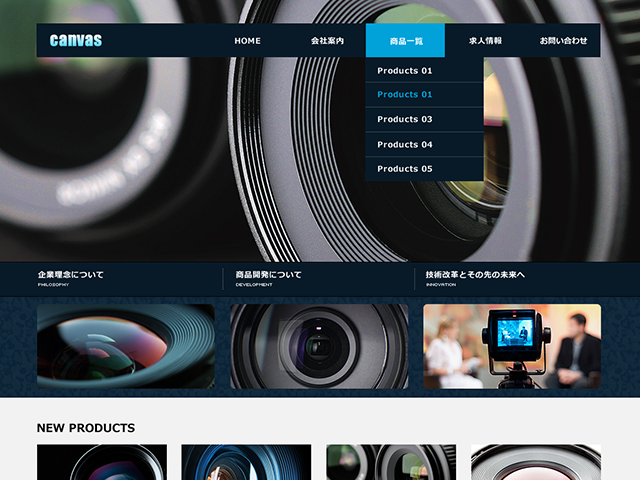 canvas
HOME
会社案内
商品一覧
求人情報
お問い合わせ
Products 01
Products 01
Products 03
Products 04
Products 05
企業理念について
PHILOSOPHY
商品開発について
DEVELOPMENT
技術改革とその先の未来へ
INNOVATION
NEW PRODUCTS